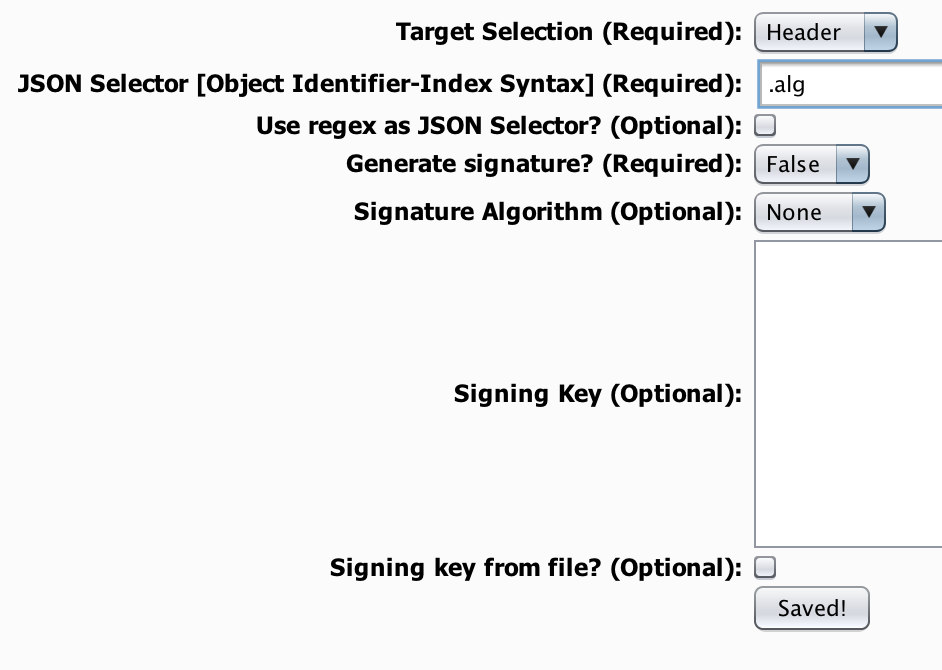 Target Selection (Required): Header
JSON Selector [Object Identifier-Index Syntax] (Required): .alg
Use regex as JSON Selector? (Optional):
Generate signature? (Required): False
Signature Algorithm (Optional): None
Signing Key (Optional):
Signing key from file? (Optional):
Saved!